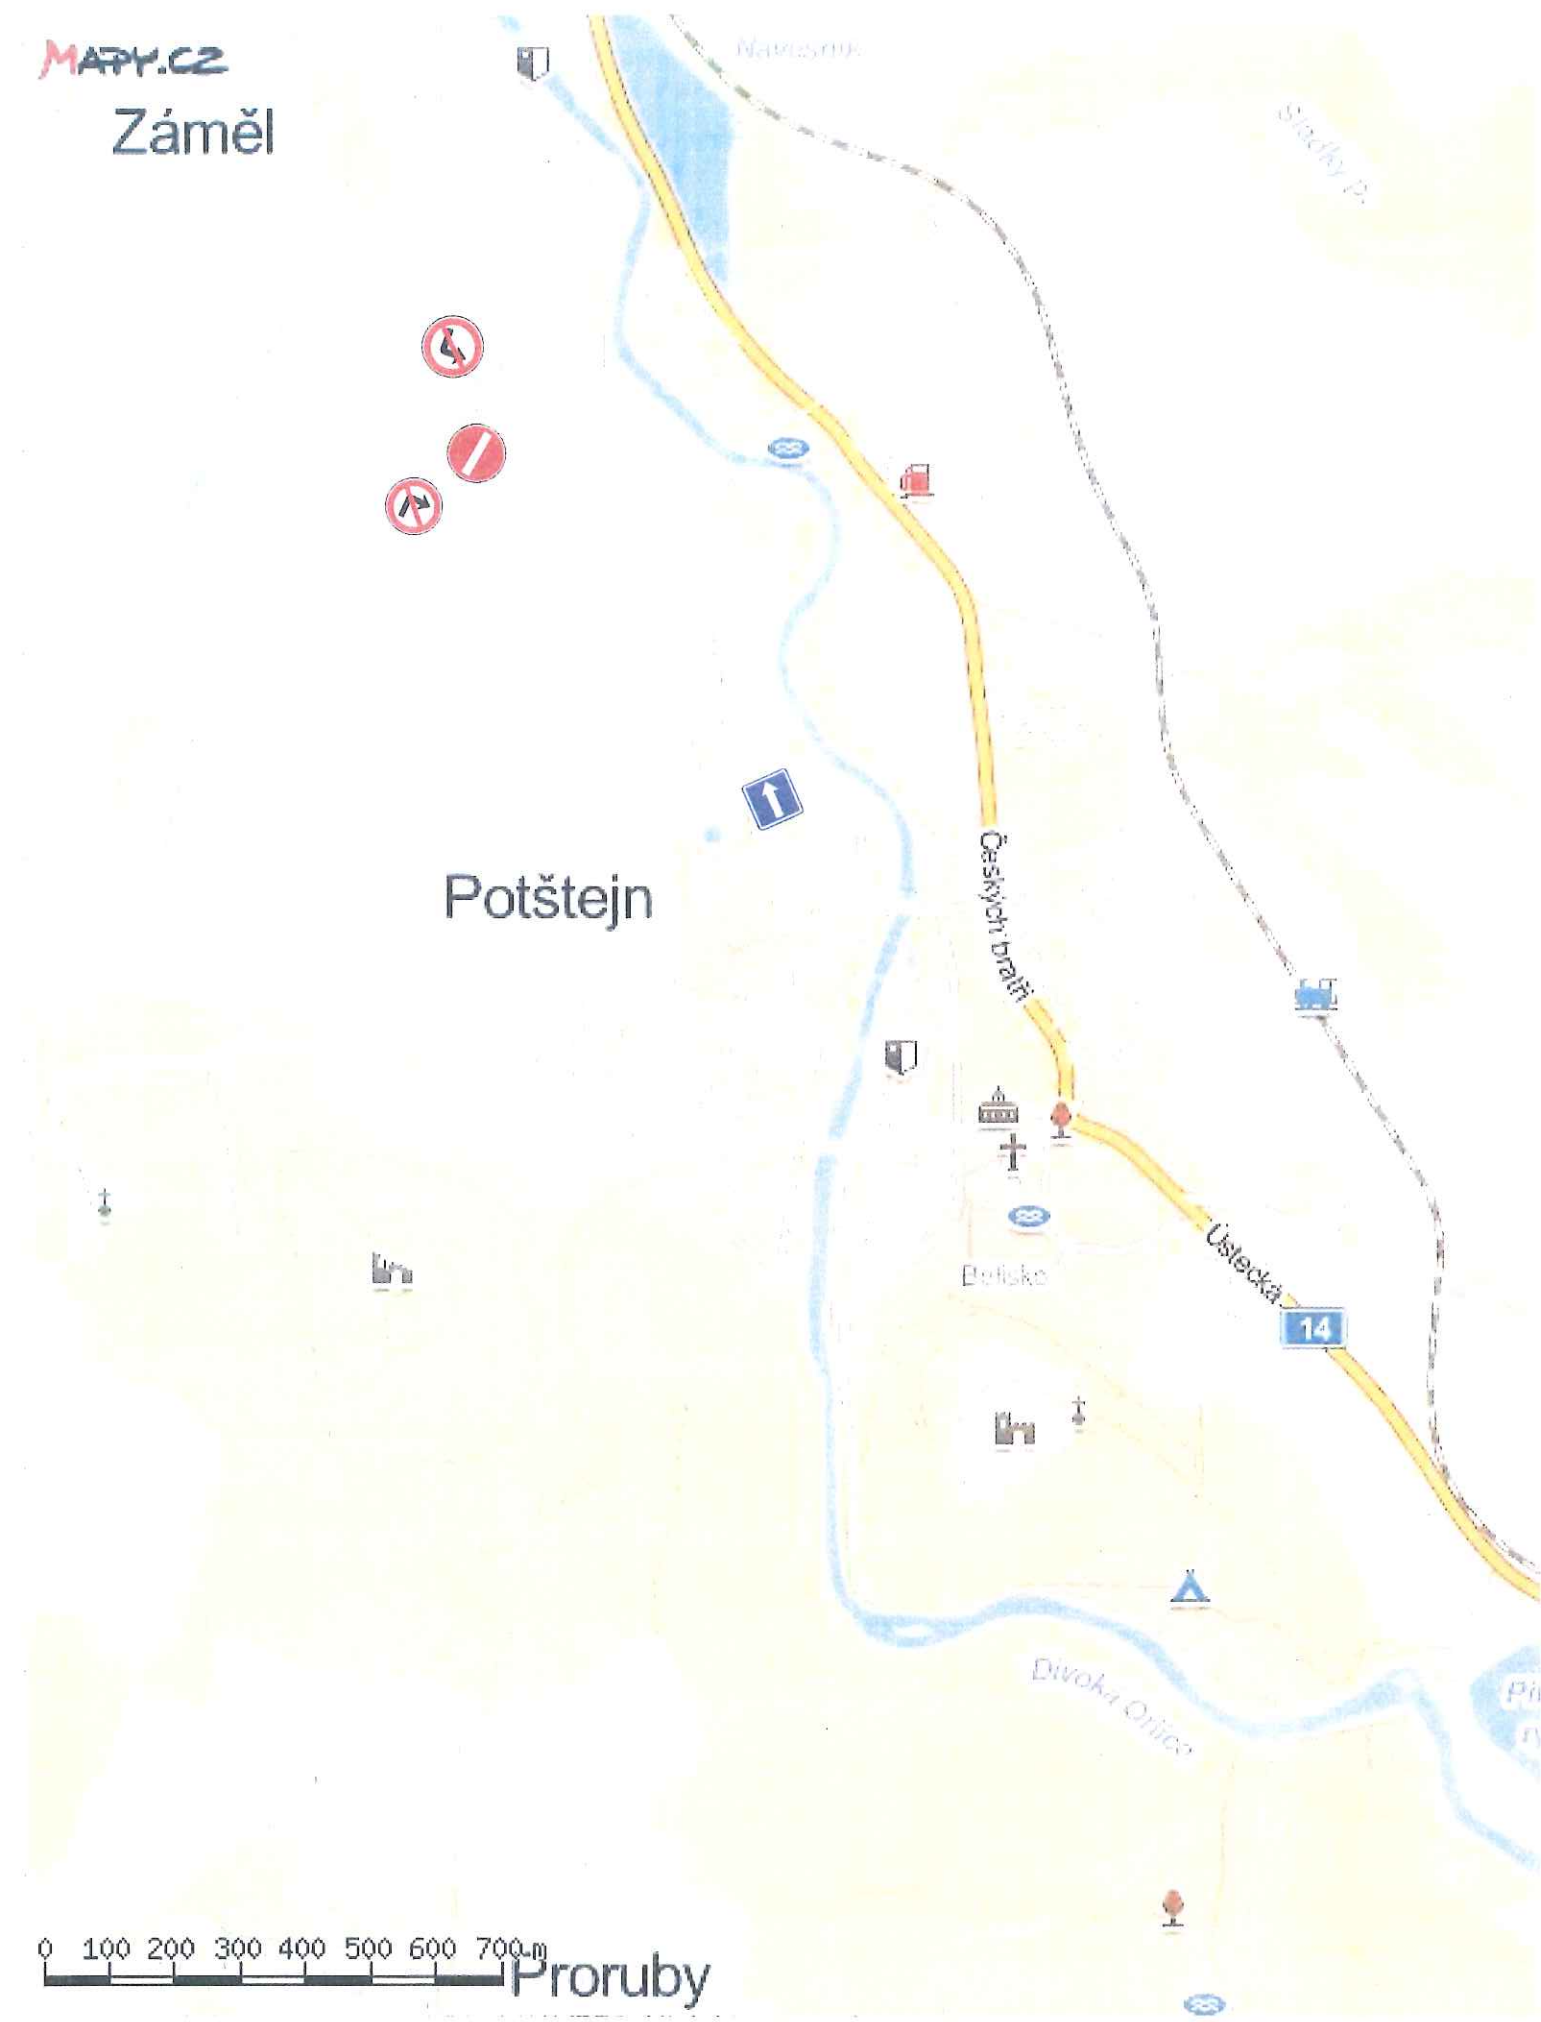 MAPY.CZ
Záměl
Sladký p.
Potštejn
Českých bratří
Ústecká
14
Divoká Orlice
0 100 200 300 400 500 600 700 m
Proruby